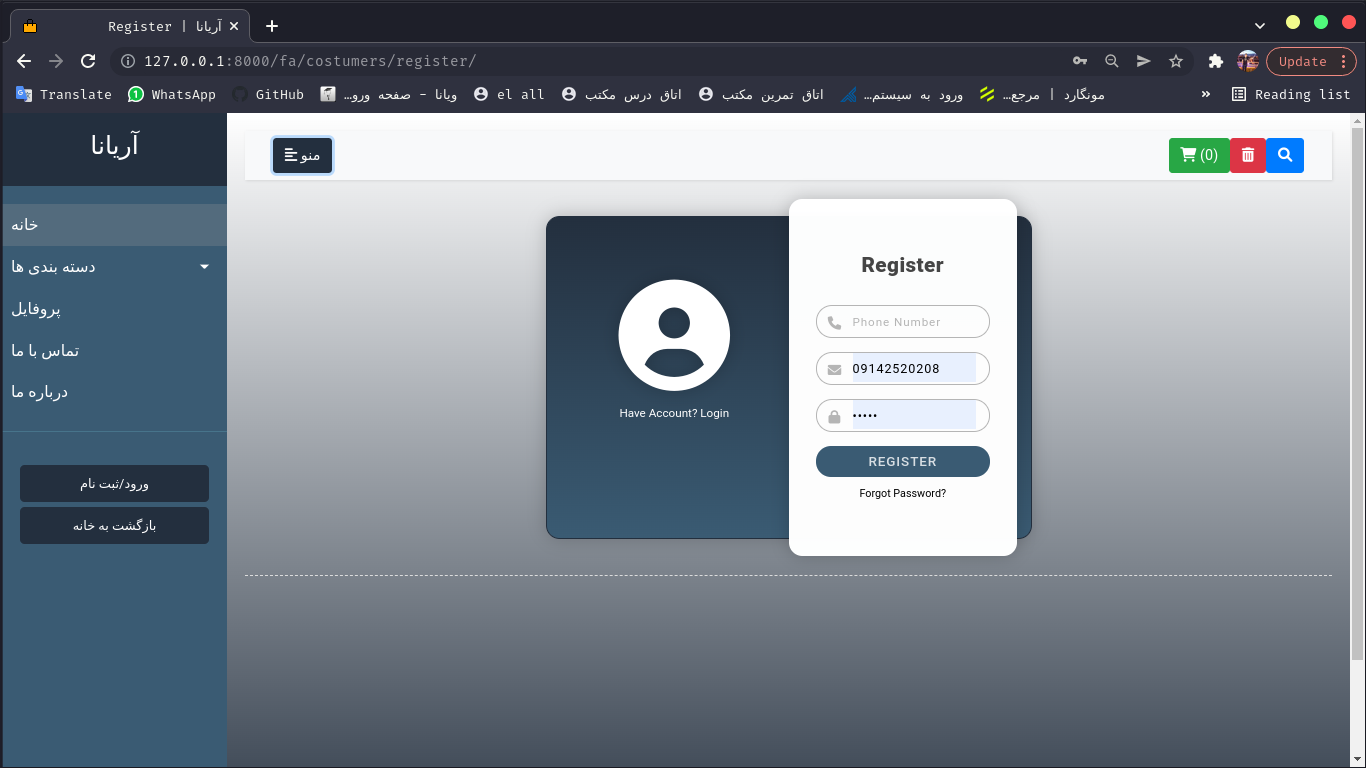 Register | آریانا
127.0.0.1:8000/fa/costumers/register/
Update
Translate
WhatsApp
GitHub
ویانا - صفحه ورو...
el all
اتاق درس مکتب
اتاق تمرین مکتب
ورود به سیستم...
مونگارد | مرجع...
»
Reading list
آریانا
منو
(0)
خانه
دسته بندی ها
پروفایل
تماس با ما
درباره ما
ورود/ثبت نام
بازگشت به خانه
Have Account? Login
Register
Phone Number
09142520208
•••••
REGISTER
Forgot Password?